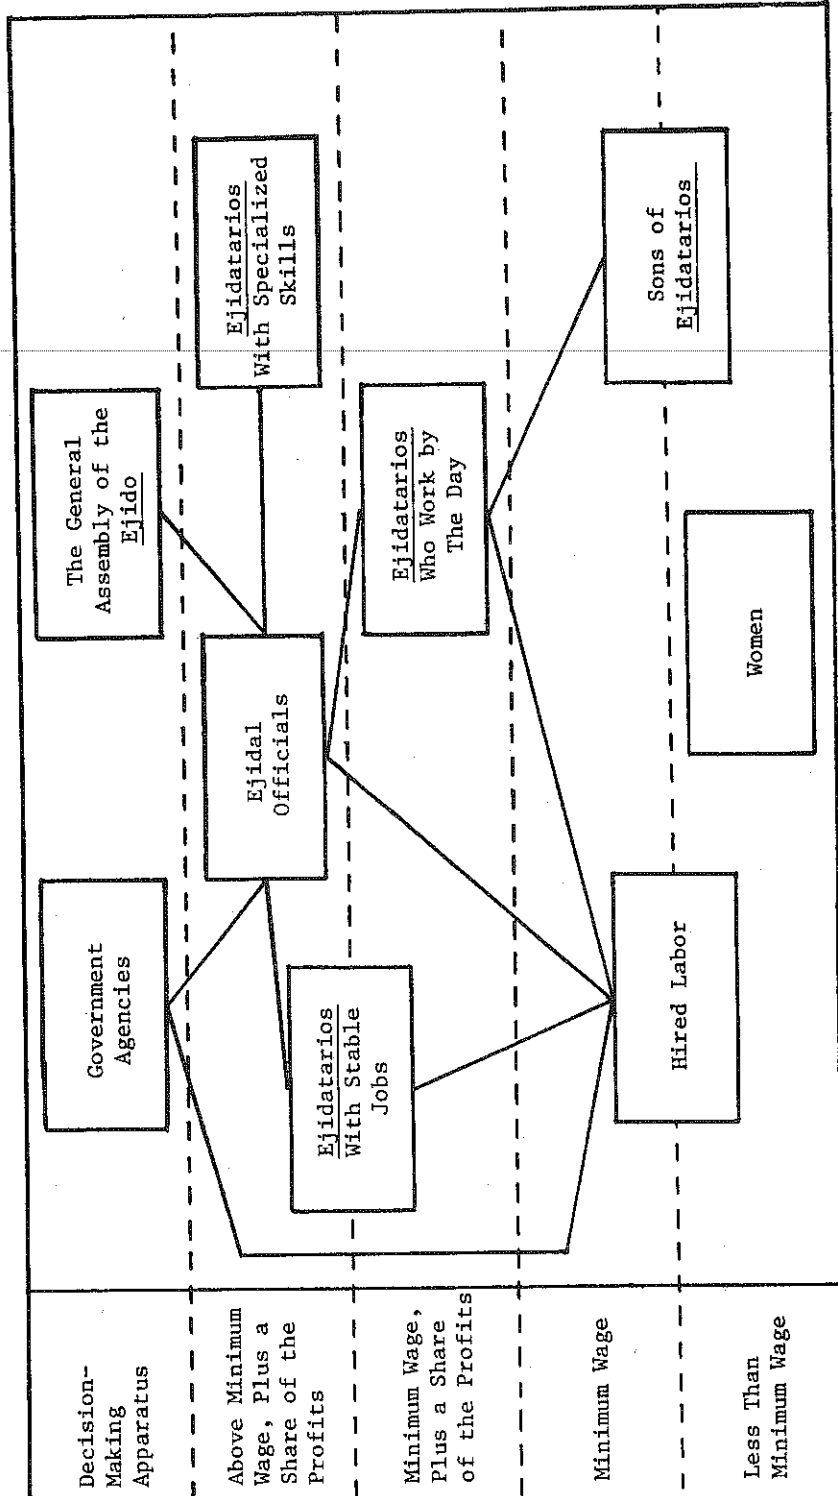 Decision-
Making
Apparatus
Government
Agencies
The General
Assembly of the
Ejido
Above Minimum
Wage, Plus a
Share of the
Profits
Ejidal
Officials
Ejidatarios
With Specialized
Skills
Ejidatarios
With Stable
Jobs
Minimum Wage,
Plus a Share
of the Profits
Ejidatarios
Who Work by
The Day
Minimum Wage
Hired Labor
Sons of
Ejidatarios
Less Than
Minimum Wage
Women